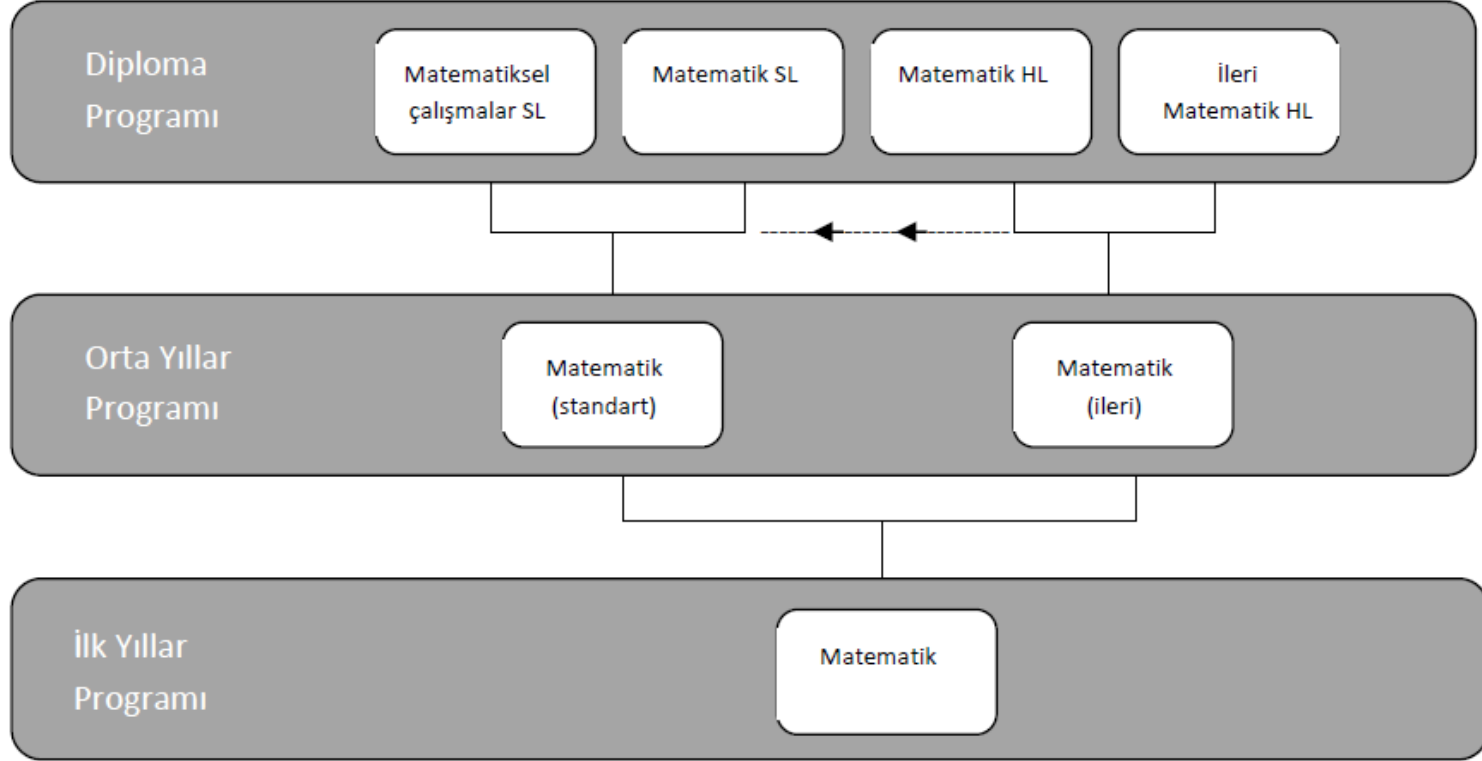 Diploma
Programı
Matematiksel
çalışmalar SL
Matematik SL
Matematik HL
İleri
Matematik HL
Orta Yıllar
Programı
Matematik
(standart)
Matematik
(ileri)
İlk Yıllar
Programı
Matematik